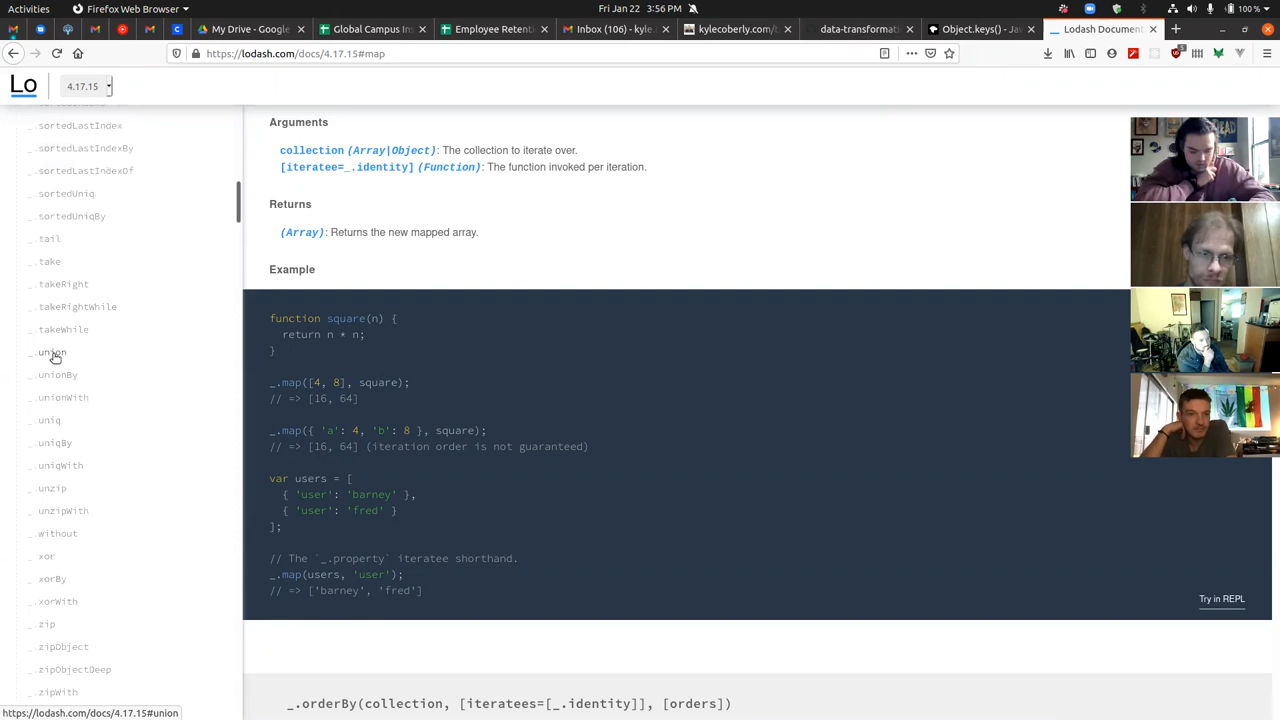 Activities
Firefox Web Browser
Fri Jan 22 3:56 PM
100 %
My Drive - Goog
Global Campus Ins
Employee Retent
Inbox (106) - kyle.c
kylecoberly.com/b
data-transformat
Object.keys() - Jav
Lodash Document
https://lodash.com/docs/4.17.15#map
Lo
4.17.15
_.sortedLastIndex
_.sortedLastIndexBy
_.sortedLastIndexOf
_.sortedUniq
_.sortedUniqBy
_.tail
_.take
_.takeRight
_.takeRightWhile
_.takeWhile
_.union
_.unionBy
_.unionWith
_.uniq
_.uniqBy
_.uniqWith
_.unzip
_.unzipWith
_.without
_.xor
_.xorBy
_.xorWith
_.zip
_.zipObject
_.zipObjectDeep
_.zipWith
https://lodash.com/docs/4.17.15#union
Arguments
collection (Array|Object): The collection to iterate over.
[iteratee=_.identity] (Function): The function invoked per iteration.
Returns
(Array): Returns the new mapped array.
Example
function square(n) {
return n * n;
}
_.map([4, 8], square);
// => [16, 64]
_.map({ 'a': 4, 'b': 8 }, square);
// => [16, 64] (iteration order is not guaranteed)
var users = [
{ 'user': 'barney' },
{ 'user': 'fred' }
];
// The `_.property` iteratee shorthand.
_.map(users, 'user');
// => ['barney', 'fred']
Try in REPL
_.orderBy(collection, [iteratees=[_.identity]], [orders])